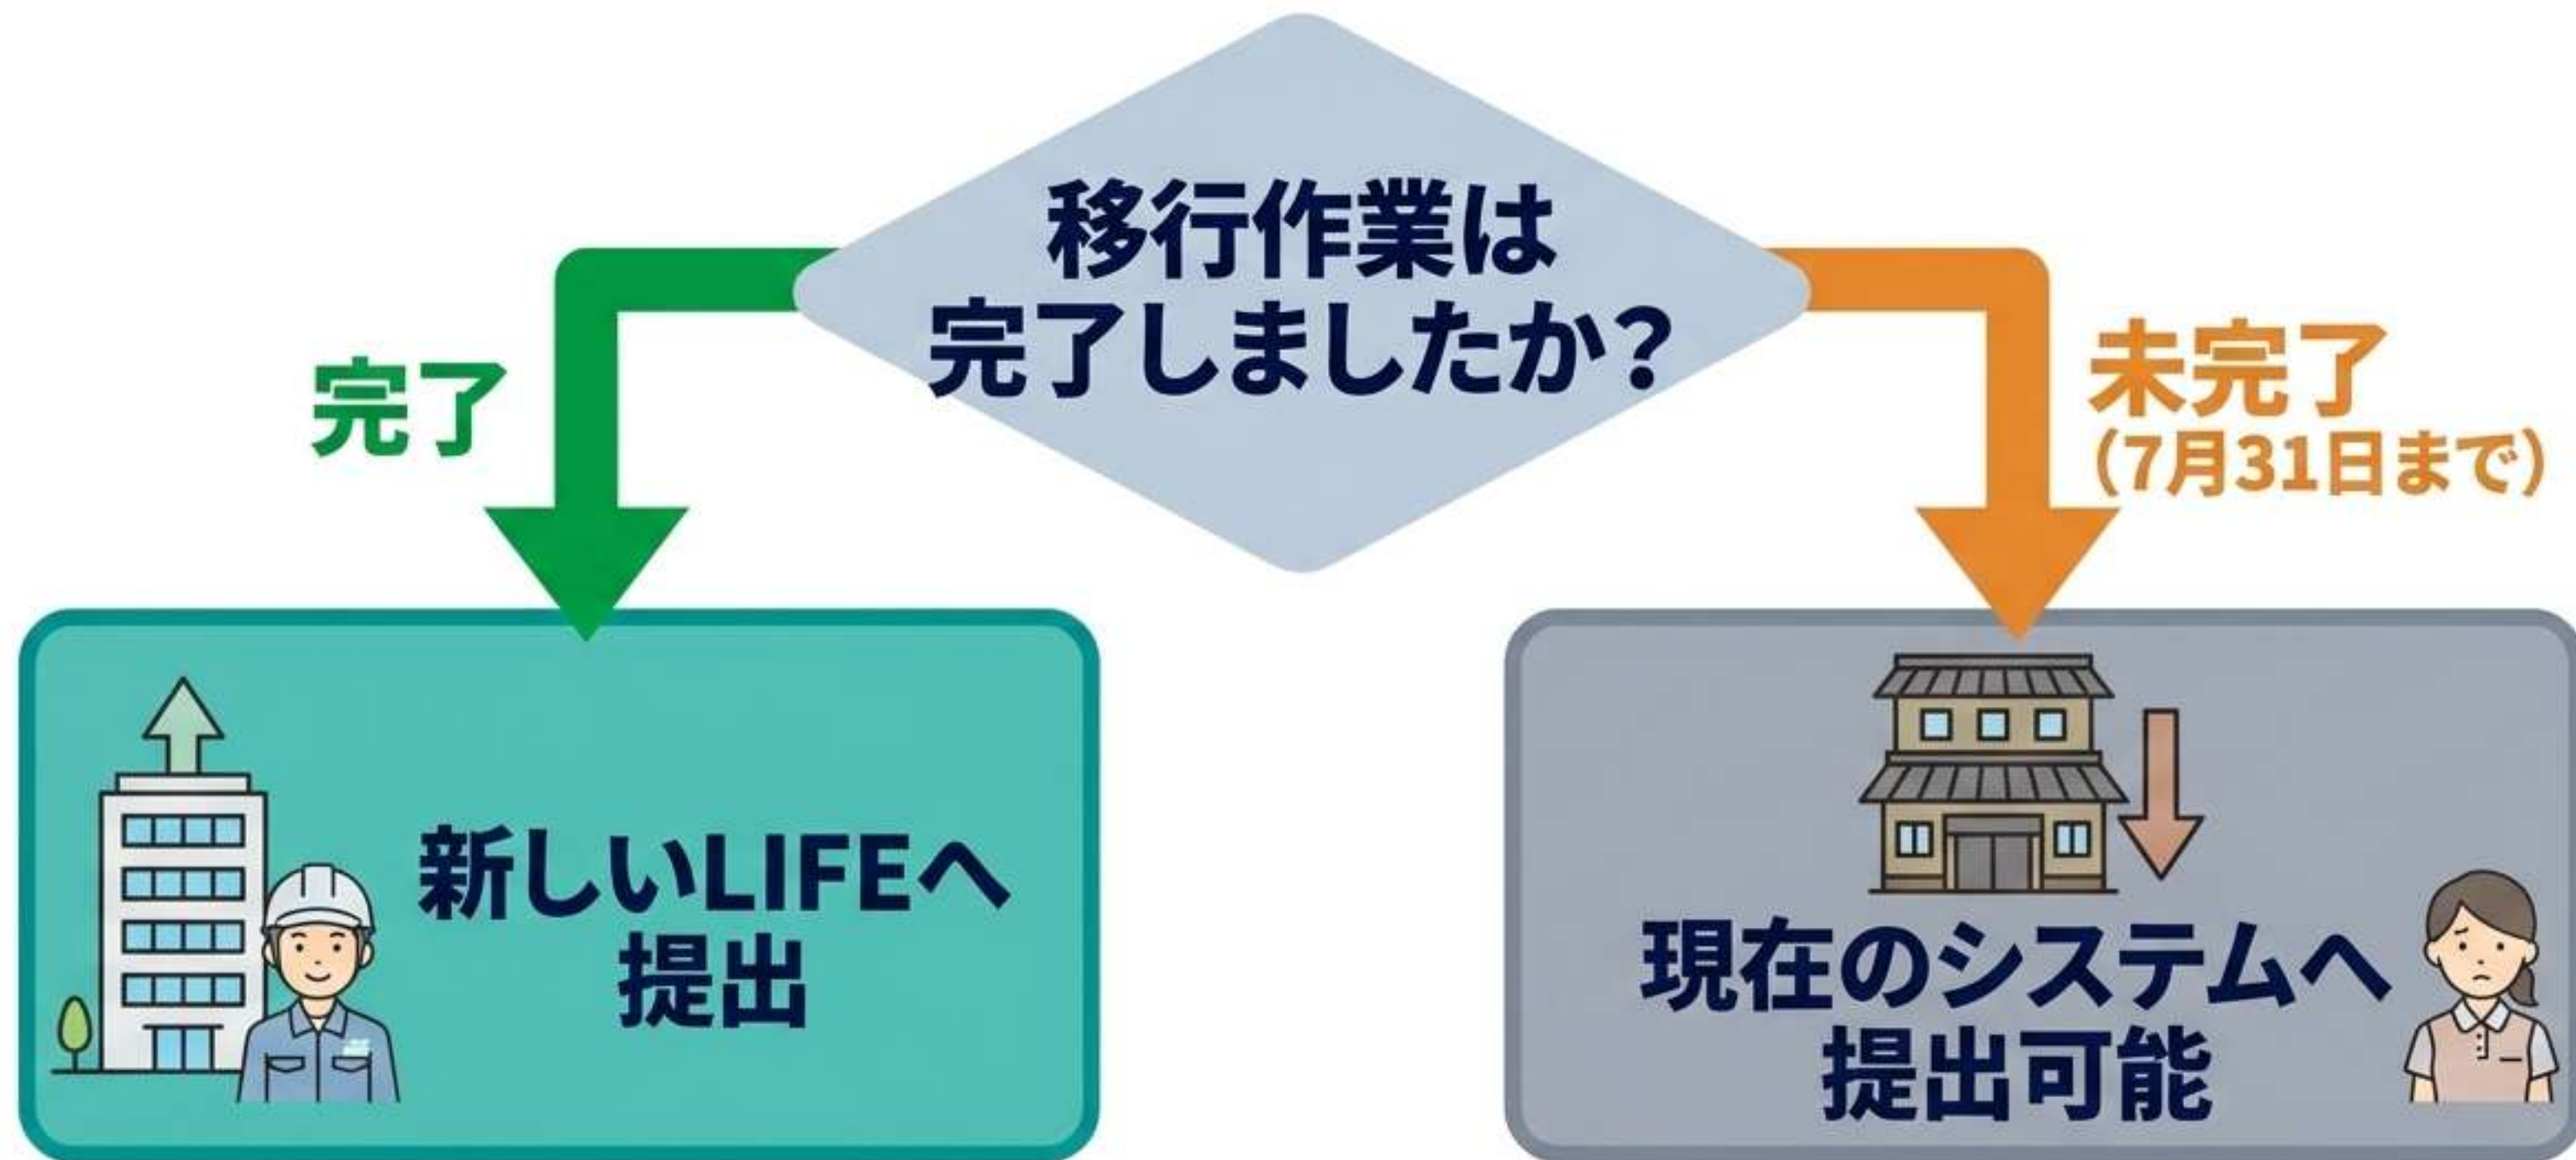 移行作業は
完了しましたか？
完了
未完了
（7月31日まで）
新しいLIFEへ
提出
現在のシステムへ
提出可能